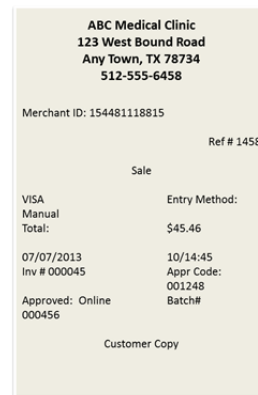 ABC Medical Clinic
123 West Bound Road
Any Town, TX 78734
512-555-6458
Merchant ID: 154481118815
Ref # 1458
Sale
VISA Entry Method:
Manual
Total: $45.46
07/07/2013 10/14:45
Inv # 000045 Appr Code:
001248
Approved: Online Batch#
000456
Customer Copy